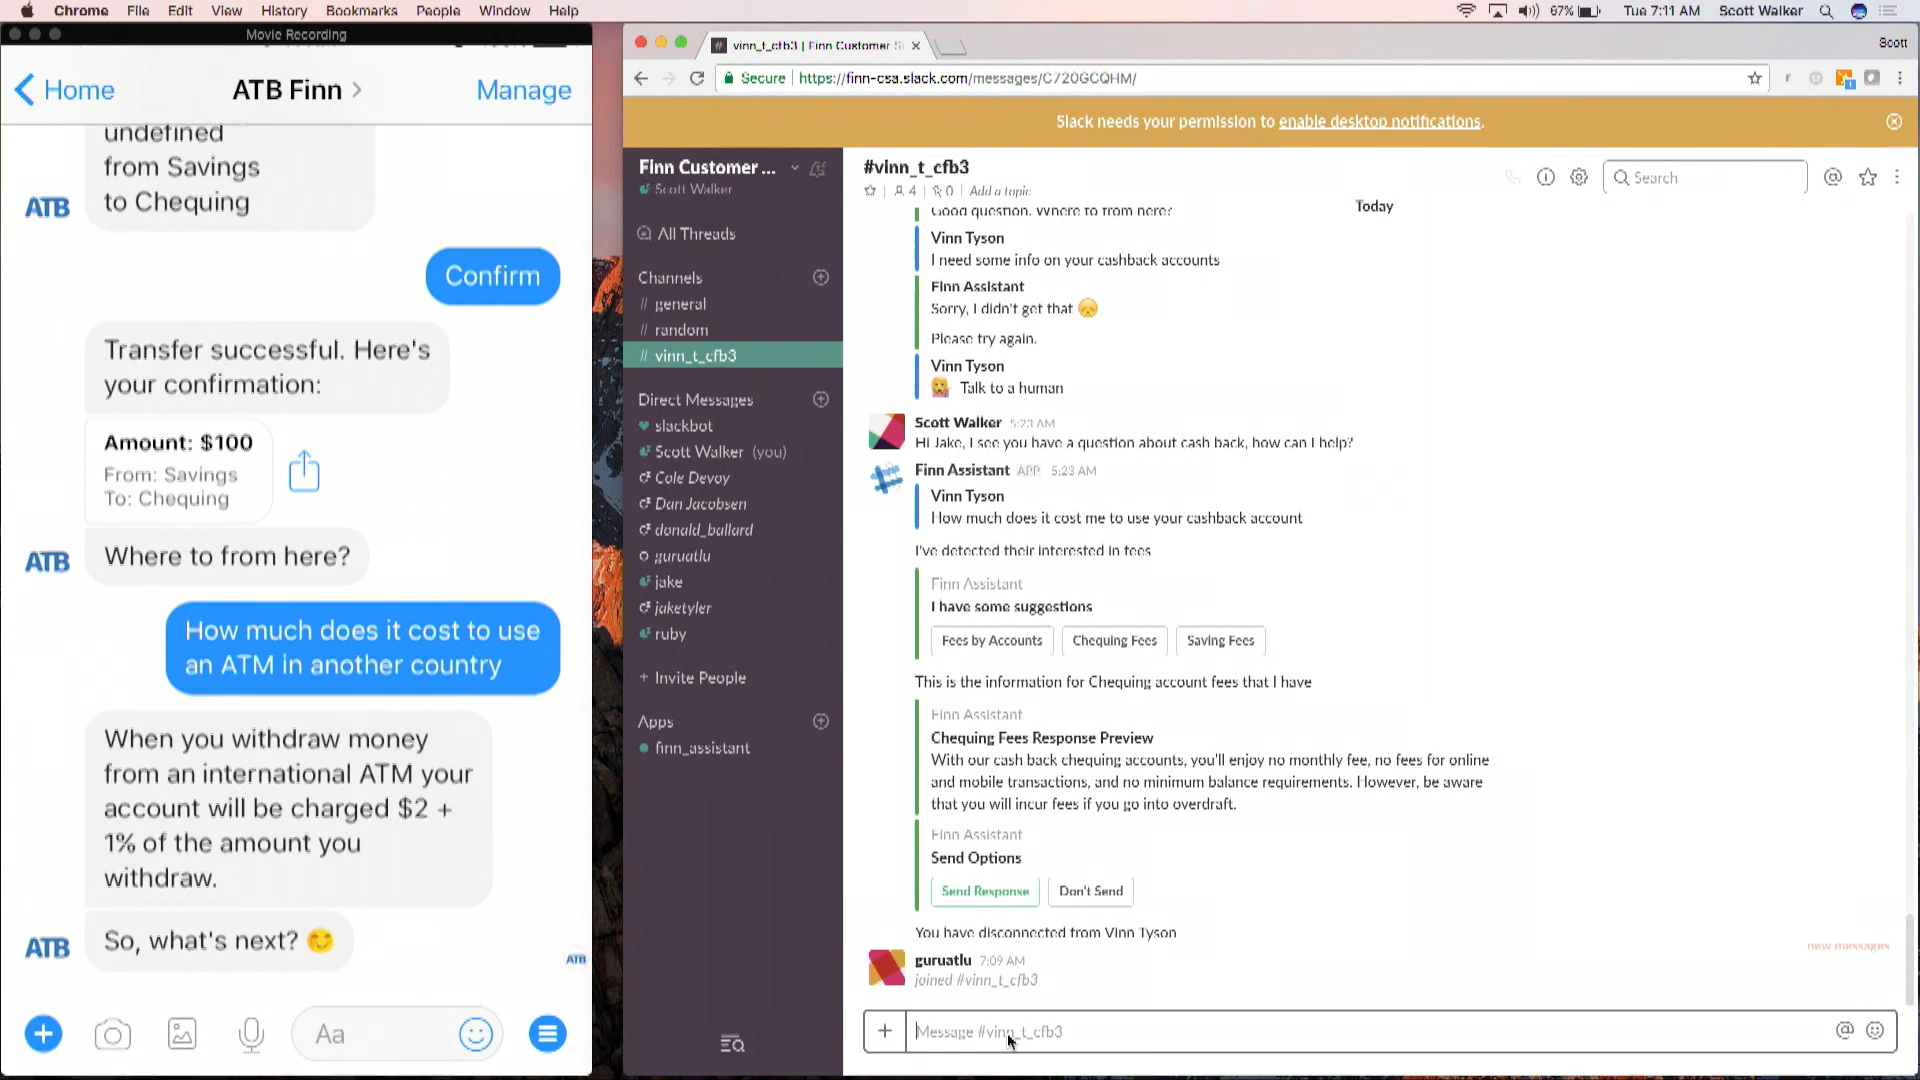 Chrome File Edit View History Bookmarks People Window Help
67% Tue 7:11 AM Scott Walker
Movie Recording
Home
ATB Finn
Manage
undefined
from Savings
to Chequing
ATB
Confirm
Transfer successful. Here's
your confirmation:
Amount: $100
From: Savings
To: Chequing
Where to from here?
ATB
How much does it cost to use
an ATM in another country
When you withdraw money
from an international ATM your
account will be charged $2 +
1% of the amount you
withdraw.
So, what's next?
ATB
ATB
Aa
vinn_t_cfb3 | Finn Customer S
Scott
Secure
https://finn-csa.slack.com/messages/C720GCQHM/
Slack needs your permission to enable desktop notifications.
Finn Customer ...
Scott Walker
All Threads
Channels
general
random
vinn_t_cfb3
Direct Messages
slackbot
Scott Walker (you)
Cole Devoy
Dan Jacobsen
donald_ballard
guruatlu
jake
jaketyler
ruby
+ Invite People
Apps
finn_assistant
#vinn_t_cfb3
4 | 0 | Add a topic
Search
Today
Good question. Where to from here?
Vinn Tyson
I need some info on your cashback accounts
Finn Assistant
Sorry, I didn't get that
Please try again.
Vinn Tyson
Talk to a human
Scott Walker 5:23 AM
Hi Jake, I see you have a question about cash back, how can I help?
Finn Assistant APP 5:23 AM
Vinn Tyson
How much does it cost me to use your cashback account
I've detected their interested in fees
Finn Assistant
I have some suggestions
Fees by Accounts
Chequing Fees
Saving Fees
This is the information for Chequing account fees that I have
Finn Assistant
Chequing Fees Response Preview
With our cash back chequing accounts, you'll enjoy no monthly fee, no fees for online
and mobile transactions, and no minimum balance requirements. However, be aware
that you will incur fees if you go into overdraft.
Finn Assistant
Send Options
Send Response
Don't Send
You have disconnected from Vinn Tyson
new messages
guruatlu 7:09 AM
joined #vinn_t_cfb3
Message #vinn_t_cfb3